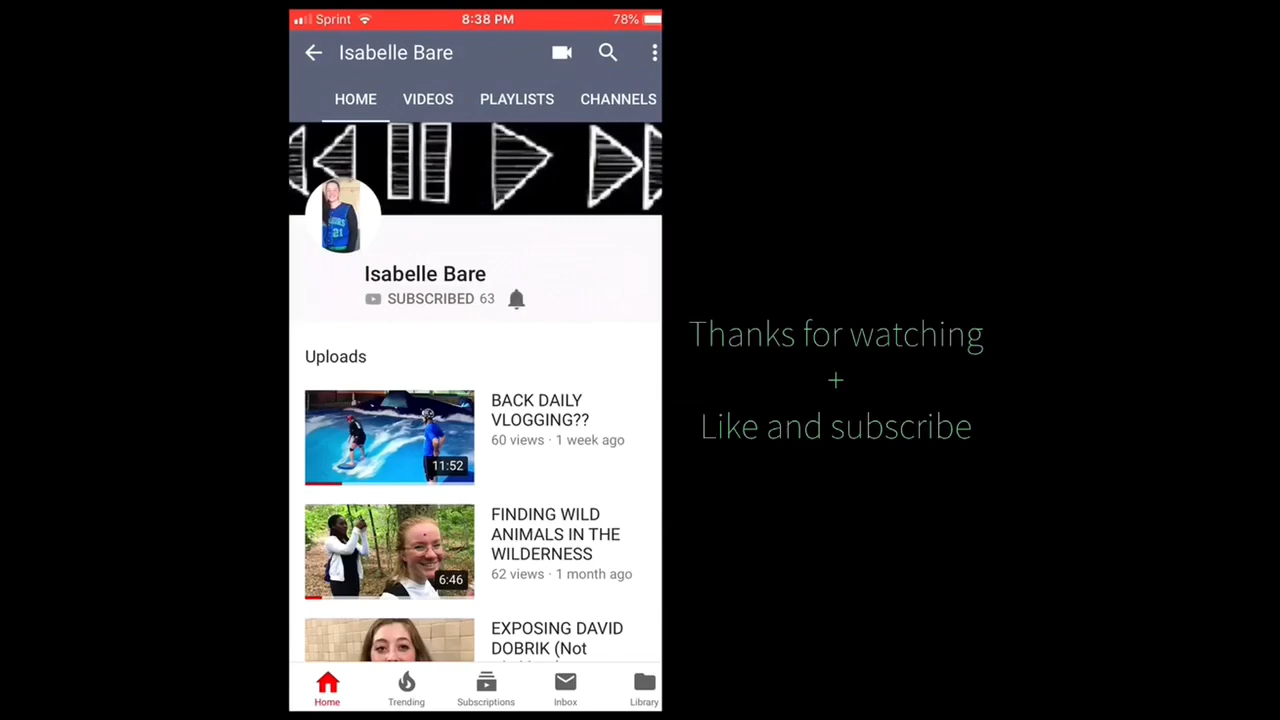 Sprint 8:38 PM 78%
Isabelle Bare
HOME VIDEOS PLAYLISTS CHANNELS
21
Isabelle Bare
SUBSCRIBED 63
Uploads
BACK DAILY
VLOGGING??
60 views · 1 week ago
11:52
FINDING WILD
ANIMALS IN THE
WILDERNESS
62 views · 1 month ago
6:46
EXPOSING DAVID
DOBRIK (Not
Home Trending Subscriptions Inbox Library
Thanks for watching
+
Like and subscribe